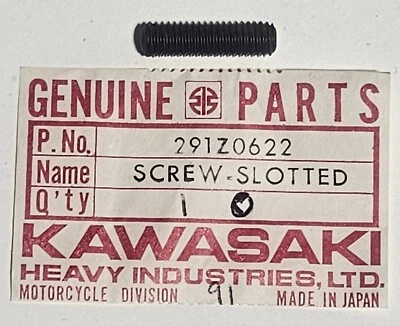 GENUINE PARTS
P.No. 291Z0622
Name SCREW-SLOTTED
Q'ty 1
KAWASAKI
HEAVY INDUSTRIES, LTD.
MOTORCYCLE DIVISION 91 MADE IN JAPAN